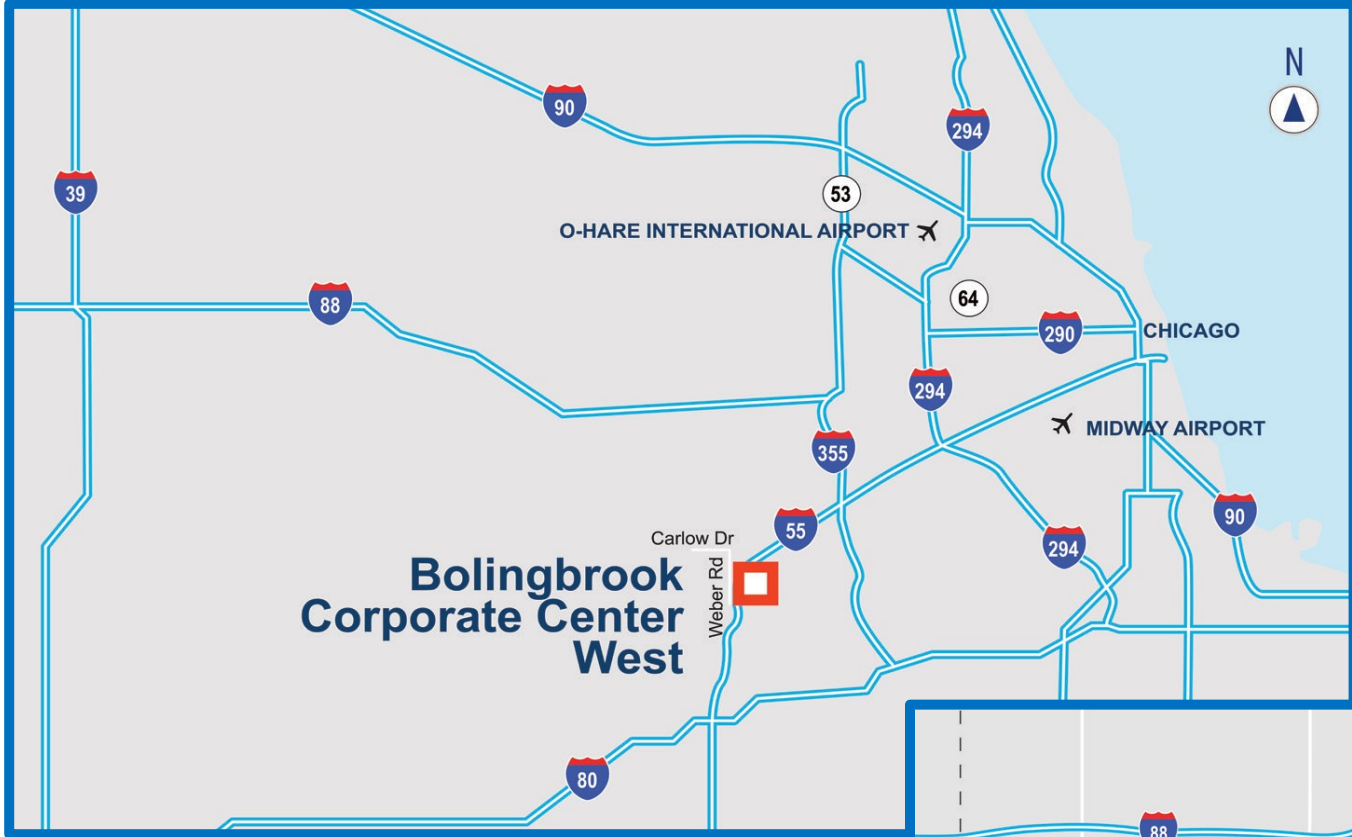 N
90
294
39
53
O-HARE INTERNATIONAL AIRPORT
88
64
290
CHICAGO
294
MIDWAY AIRPORT
355
90
55
Carlow Dr
294
Weber Rd
Bolingbrook
Corporate Center
West
80
88